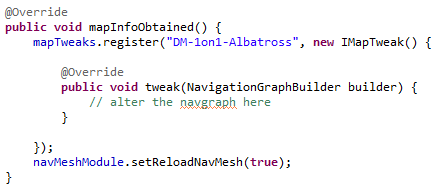 @Override
public void mapInfoObtained() {
    mapTweaks.register("DM-1on1-Albatross", new IMapTweak() {

        @Override
        public void tweak(NavigationGraphBuilder builder) {
            // alter the navgraph here
        }

    });
    navMeshModule.setReloadNavMesh(true);
}